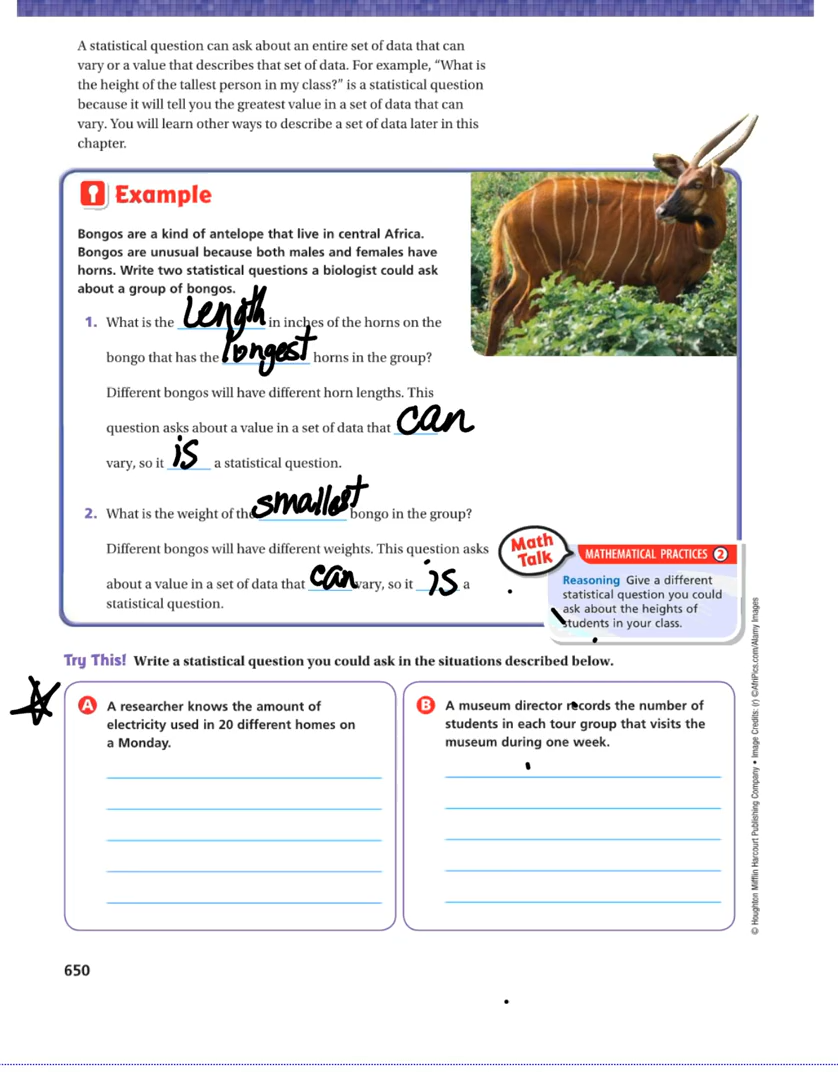 A statistical question can ask about an entire set of data that can
vary or a value that describes that set of data. For example, “What is
the height of the tallest person in my class?” is a statistical question
because it will tell you the greatest value in a set of data that can
vary. You will learn other ways to describe a set of data later in this
chapter.
Example
Bongos are a kind of antelope that live in central Africa.
Bongos are unusual because both males and females have
horns. Write two statistical questions a biologist could ask
about a group of bongos.
1. What is the Length in inches of the horns on the
bongo that has the longest horns in the group?
Different bongos will have different horn lengths. This
question asks about a value in a set of data that can
vary, so it is a statistical question.
2. What is the weight of the smallest bongo in the group?
Different bongos will have different weights. This question asks
about a value in a set of data that can vary, so it is a
statistical question.
Math
Talk
MATHEMATICAL PRACTICES 2
Reasoning Give a different
statistical question you could
ask about the heights of
students in your class.
Try This! Write a statistical question you could ask in the situations described below.
A A researcher knows the amount of
electricity used in 20 different homes on
a Monday.
B A museum director records the number of
students in each tour group that visits the
museum during one week.
650
© Houghton Mifflin Harcourt Publishing Company • Image Credits: (r) ©AfriPics.com/Alamy Images